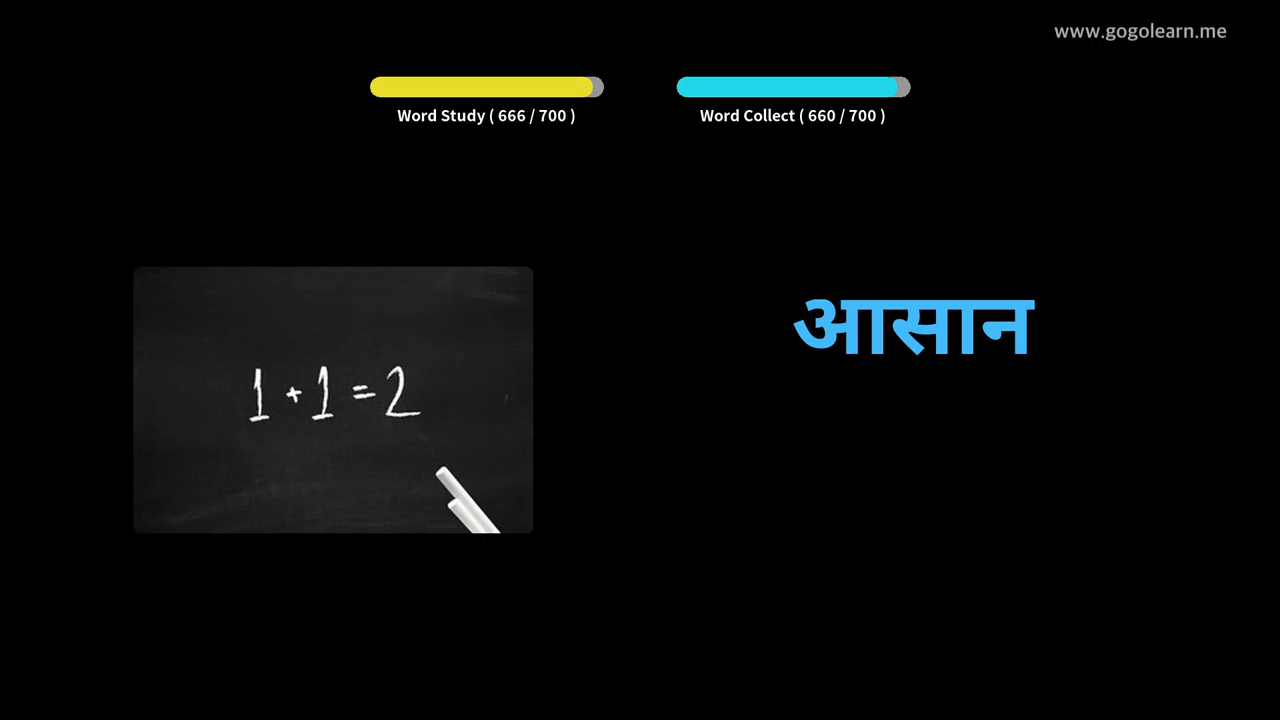 www.gogolearn.me
Word Study ( 666 / 700 )
Word Collect ( 660 / 700 )
आसान
1 + 1 = 2